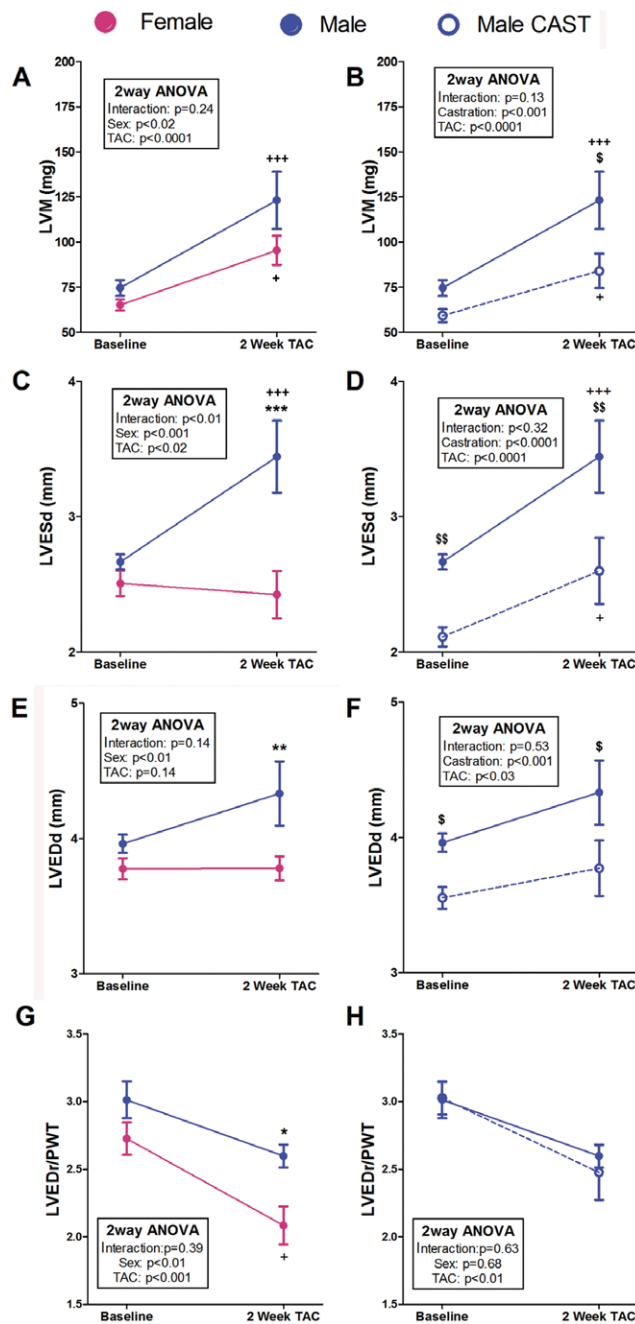 Female Male Male CAST
A
2way ANOVA
Interaction: p=0.24
Sex: p<0.02
TAC: p<0.0001
LVM (mg)
200
175
150
125
100
75
50
+++
+
Baseline 2 Week TAC
B
2way ANOVA
Interaction: p=0.13
Castration: p<0.001
TAC: p<0.0001
LVM (mg)
200
175
150
125
100
75
50
+++
$
+
Baseline 2 Week TAC
C
2way ANOVA
Interaction: p<0.01
Sex: p<0.001
TAC: p<0.02
LVESd (mm)
4
3
2
+++
***
Baseline 2 Week TAC
D
2way ANOVA
Interaction: p<0.32
Castration: p<0.0001
TAC: p<0.0001
LVESd (mm)
4
3
2
+++
$$
$$
+
Baseline 2 Week TAC
E
2way ANOVA
Interaction: p=0.14
Sex: p<0.01
TAC: p=0.14
LVEDd (mm)
5
4
3
**
Baseline 2 Week TAC
F
2way ANOVA
Interaction: p=0.53
Castration: p<0.001
TAC: p<0.03
LVEDd (mm)
5
4
3
$
$
Baseline 2 Week TAC
G
LVEDr/PWT
3.5
3.0
2.5
2.0
1.5
*
+
2way ANOVA
Interaction:p=0.39
Sex: p<0.01
TAC: p<0.001
Baseline 2 Week TAC
H
LVEDr/PWT
3.5
3.0
2.5
2.0
1.5
2way ANOVA
Interaction:p=0.63
Sex: p=0.68
TAC: p<0.01
Baseline 2 Week TAC